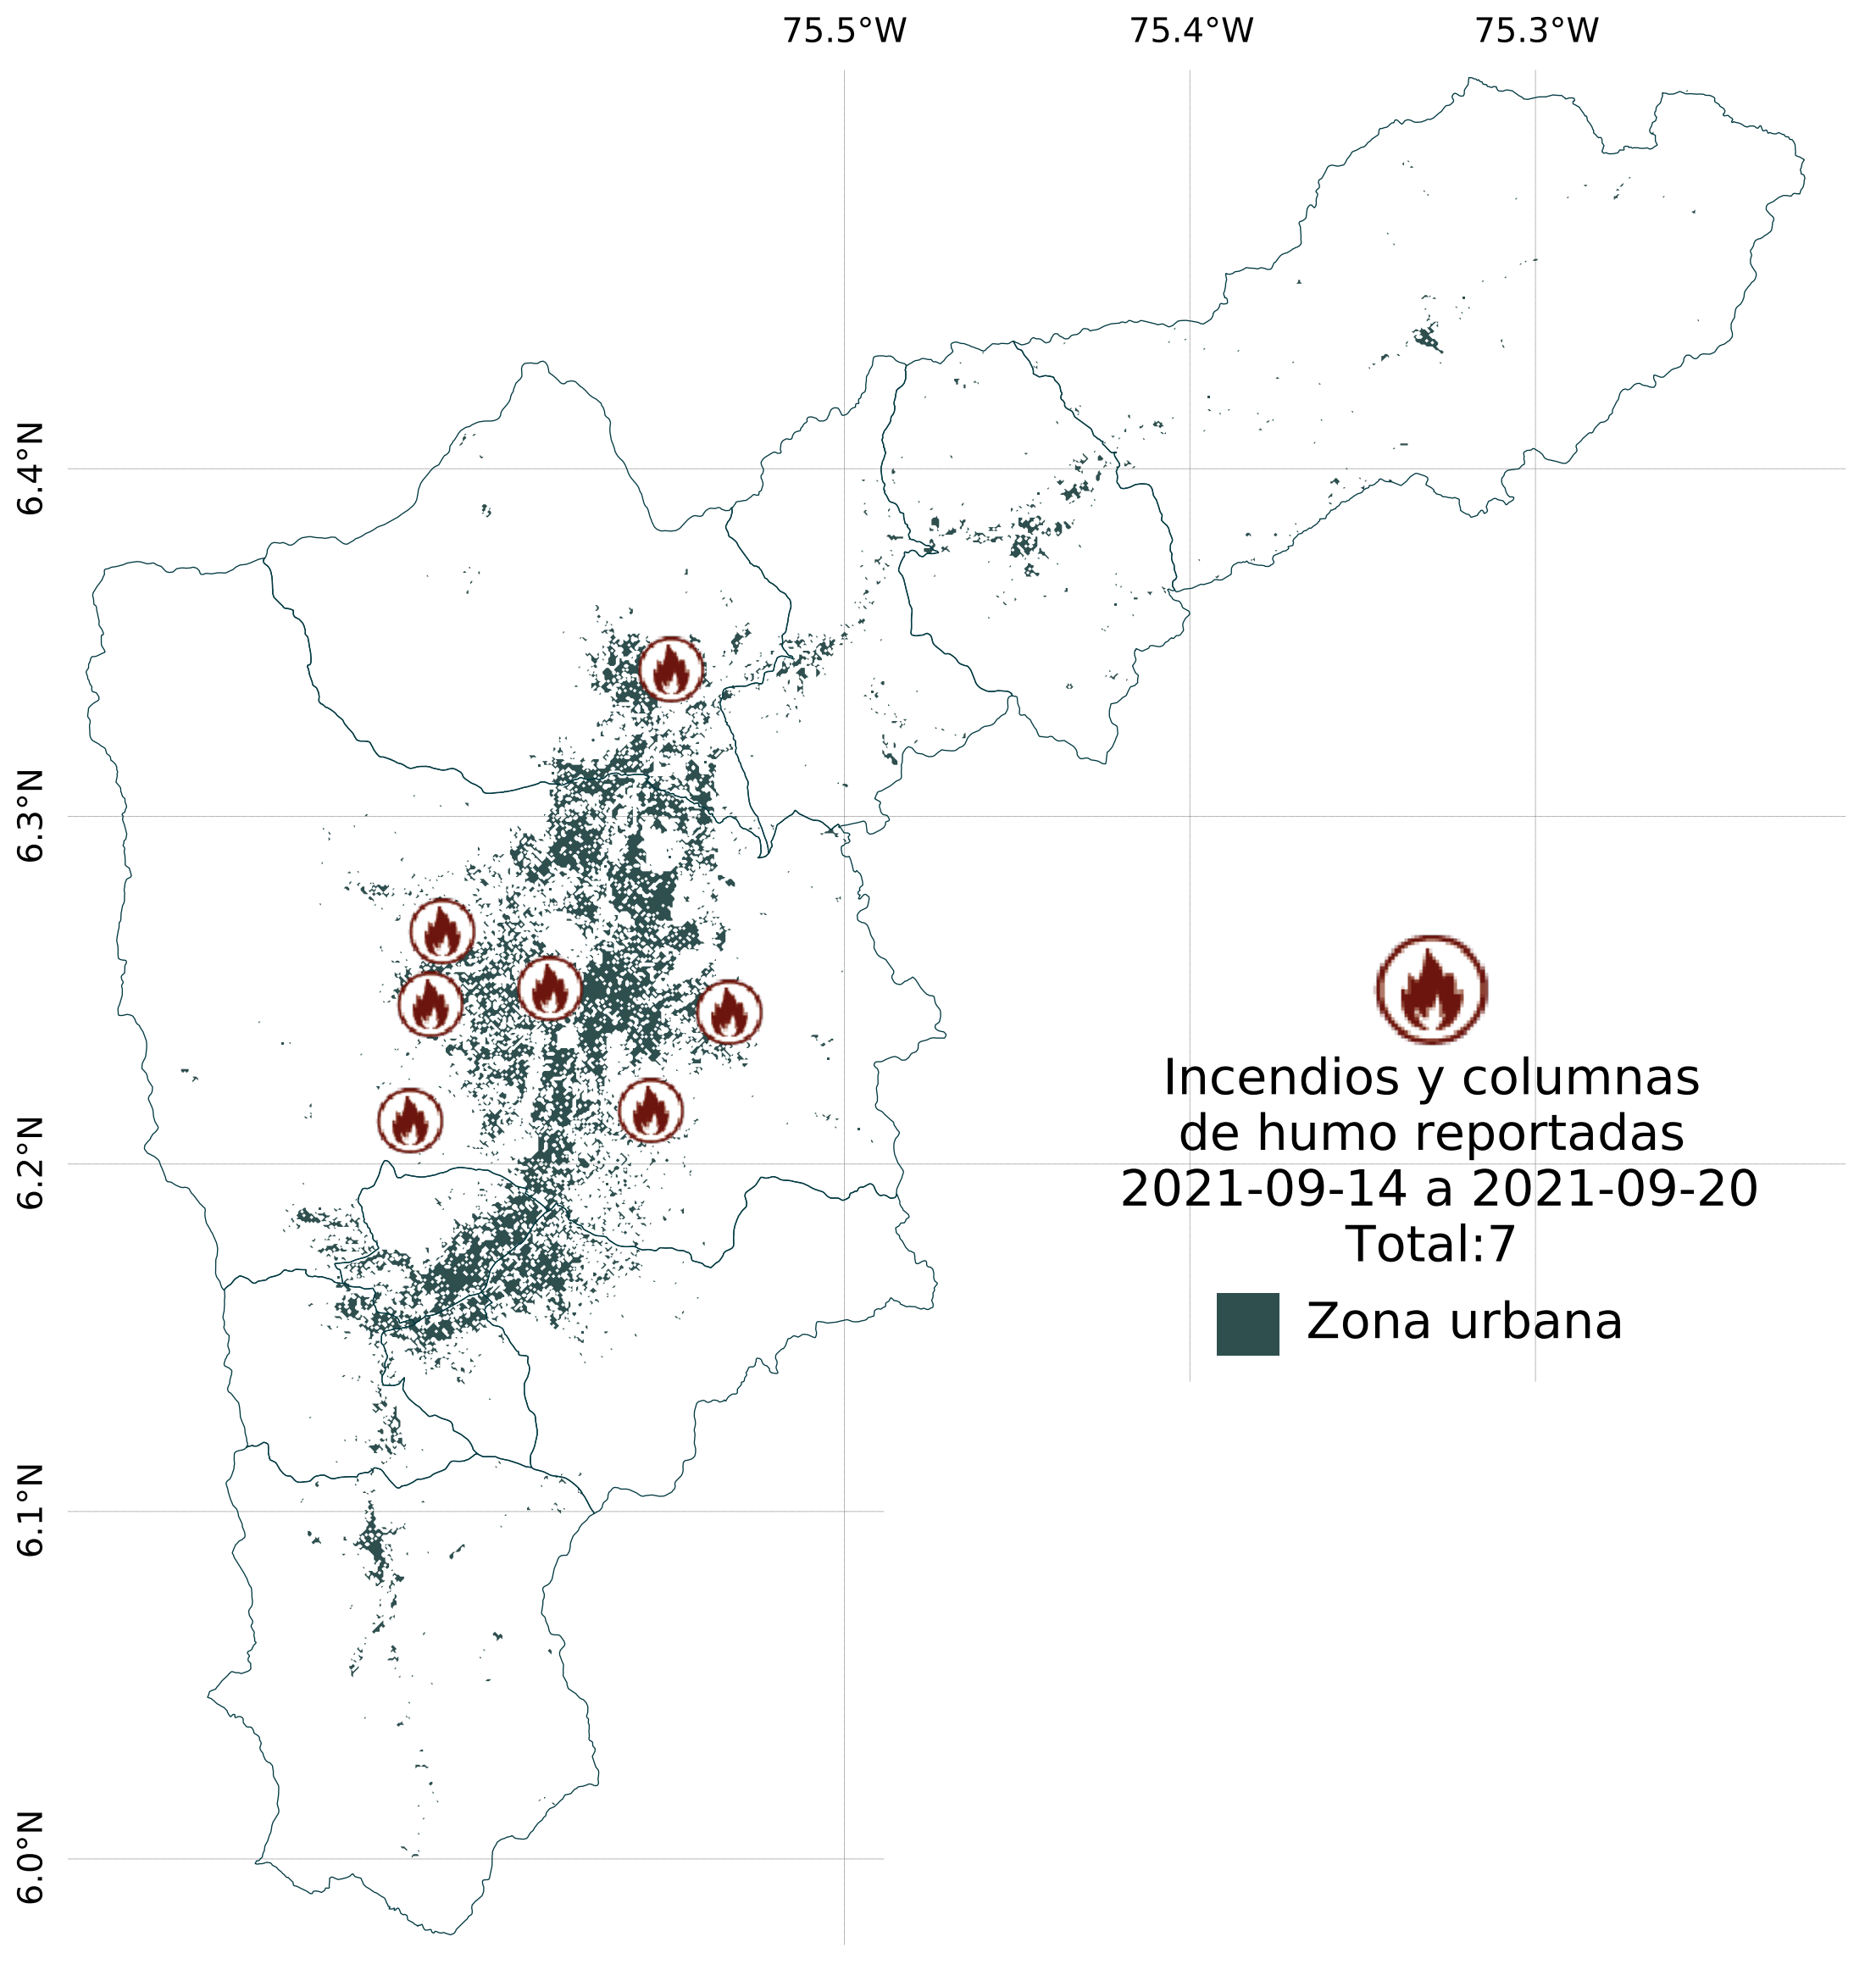 75.5°W 75.4°W 75.3°W
6.4°N
6.3°N
6.2°N
6.1°N
6.0°N
Incendios y columnas
de humo reportadas
2021-09-14 a 2021-09-20
Total:7
Zona urbana